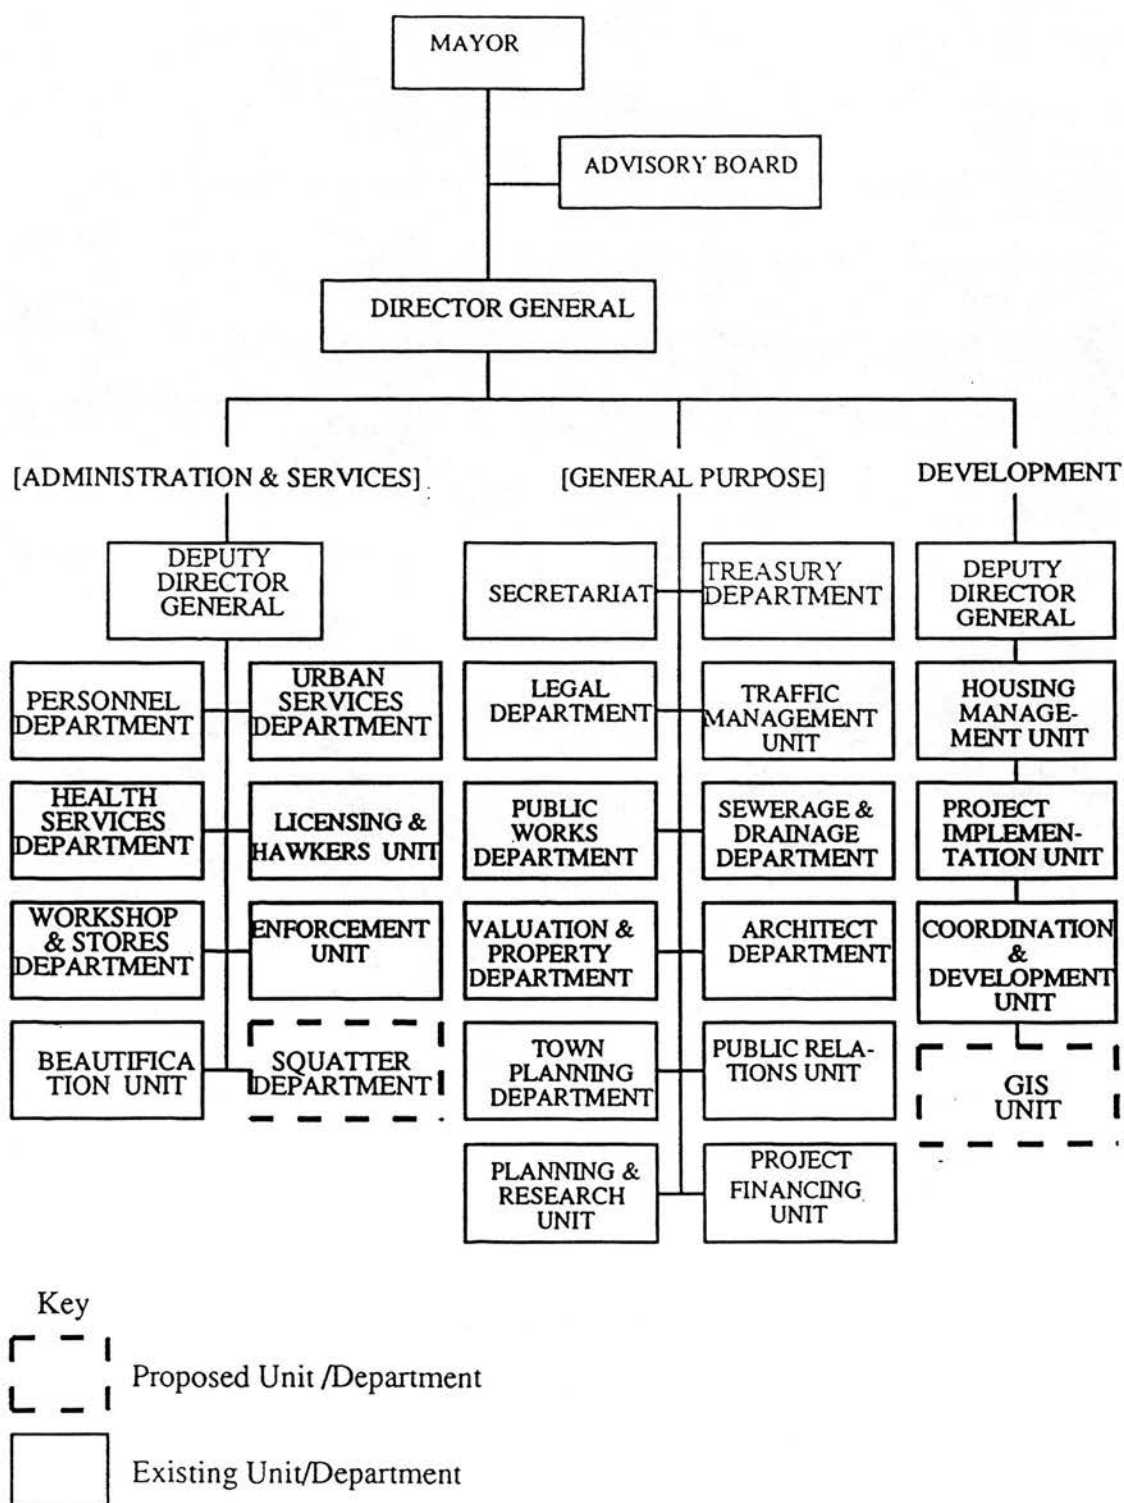 MAYOR
ADVISORY BOARD
DIRECTOR GENERAL
[ADMINISTRATION & SERVICES]
[GENERAL PURPOSE]
DEVELOPMENT
DEPUTY
DIRECTOR
GENERAL
PERSONNEL
DEPARTMENT
URBAN
SERVICES
DEPARTMENT
HEALTH
SERVICES
DEPARTMENT
LICENSING &
HAWKERS UNIT
WORKSHOP
& STORES
DEPARTMENT
ENFORCEMENT
UNIT
BEAUTIFICA
TION UNIT
SQUATTER
DEPARTMENT
SECRETARIAT
TREASURY
DEPARTMENT
LEGAL
DEPARTMENT
TRAFFIC
MANAGEMENT
UNIT
PUBLIC
WORKS
DEPARTMENT
SEWERAGE &
DRAINAGE
DEPARTMENT
VALUATION &
PROPERTY
DEPARTMENT
ARCHITECT
DEPARTMENT
TOWN
PLANNING
DEPARTMENT
PUBLIC RELA-
TIONS UNIT
PLANNING &
RESEARCH
UNIT
PROJECT
FINANCING
UNIT
DEPUTY
DIRECTOR
GENERAL
HOUSING
MANAGE-
MENT UNIT
PROJECT
IMPLEMEN-
TATION UNIT
COORDINATION
&
DEVELOPMENT
UNIT
GIS
UNIT
Key
Proposed Unit /Department
Existing Unit/Department